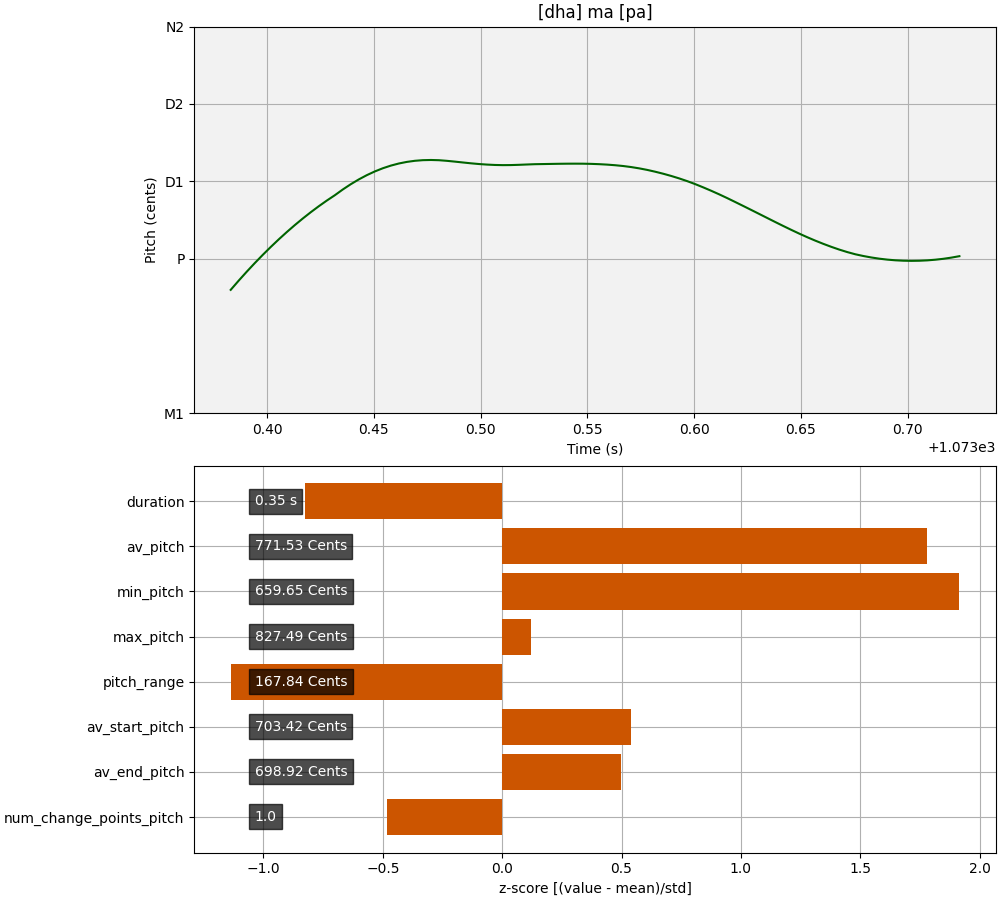 [dha] ma [pa]
N2
D2
D1
P
M1
Pitch (cents)
0.40 0.45 0.50 0.55 0.60 0.65 0.70
Time (s)
+1.073e3
duration 0.35 s
av_pitch 771.53 Cents
min_pitch 659.65 Cents
max_pitch 827.49 Cents
pitch_range 167.84 Cents
av_start_pitch 703.42 Cents
av_end_pitch 698.92 Cents
num_change_points_pitch 1.0
−1.0 −0.5 0.0 0.5 1.0 1.5 2.0
z-score [(value - mean)/std]